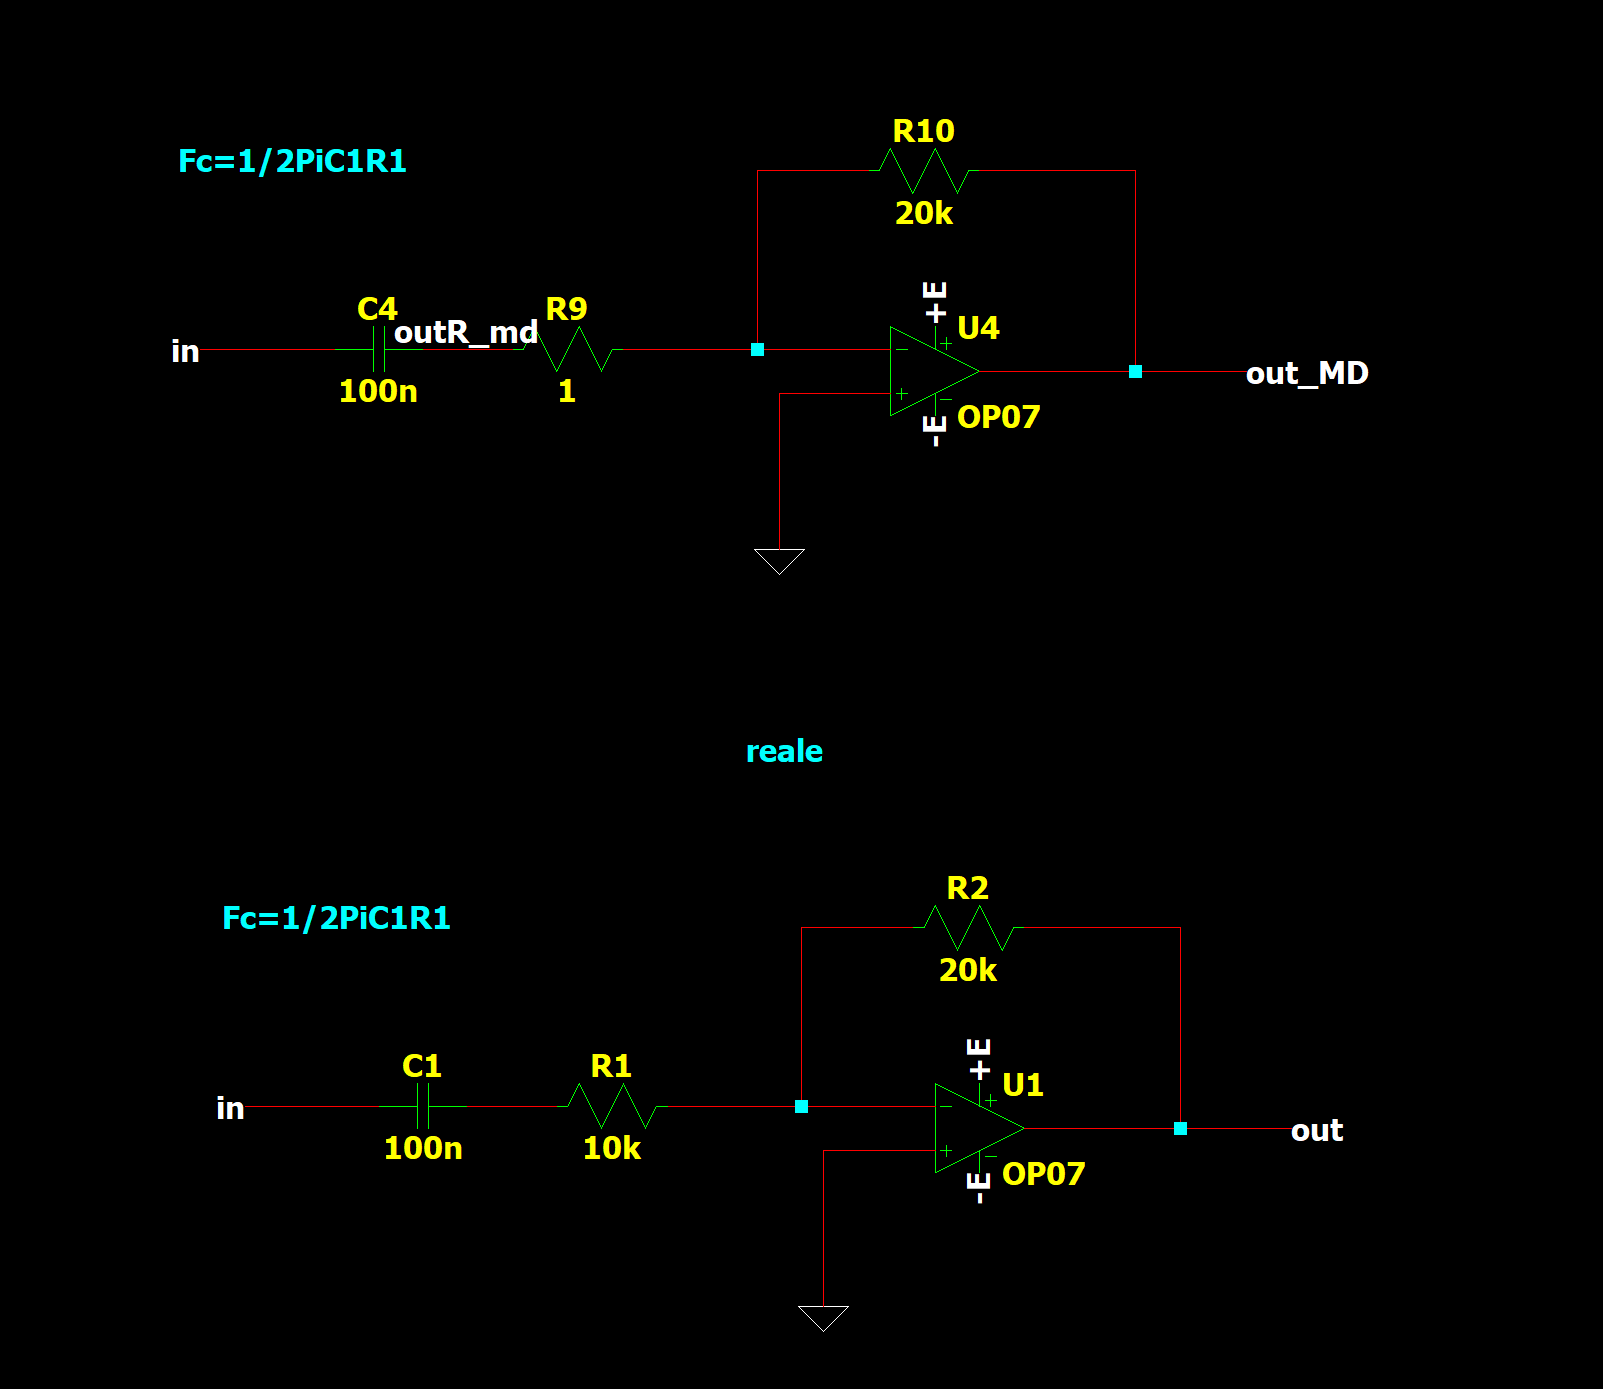 R10
Fc=1/2PiC1R1
20k
+E
C4
outR_md
R9
U4
in
out_MD
100n
1
-E
OP07
reale
R2
Fc=1/2PiC1R1
20k
+E
C1
R1
U1
in
out
100n
10k
-E
OP07